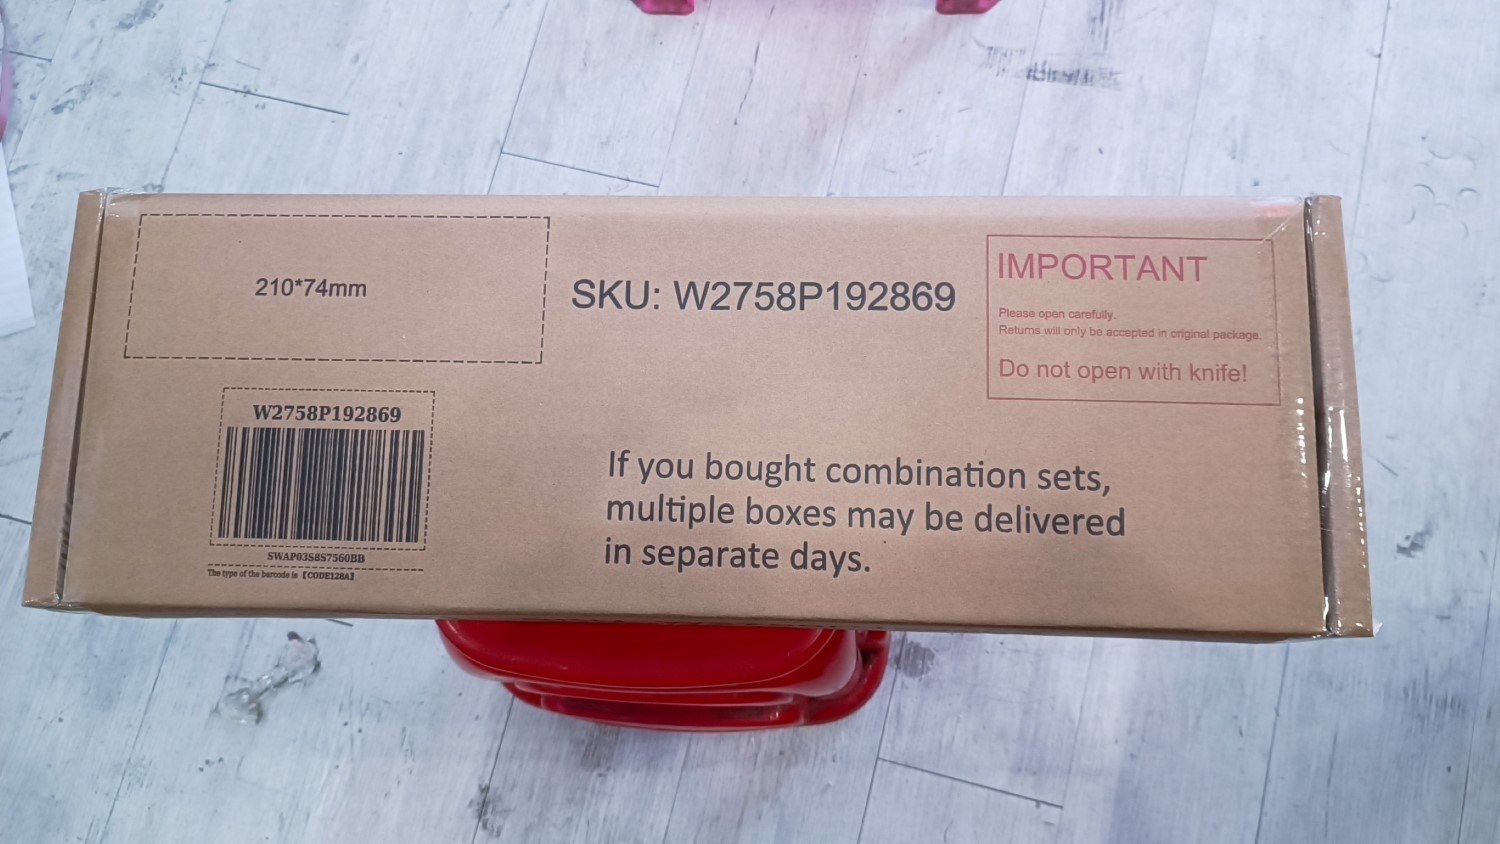 210*74mm
SKU: W2758P192869
IMPORTANT
Please open carefully.
Returns will only be accepted in original package.
Do not open with knife!
W2758P192869
SWAP03S8S7560BB
The type of the barcode is 【CODE128A】
If you bought combination sets,
multiple boxes may be delivered
in separate days.